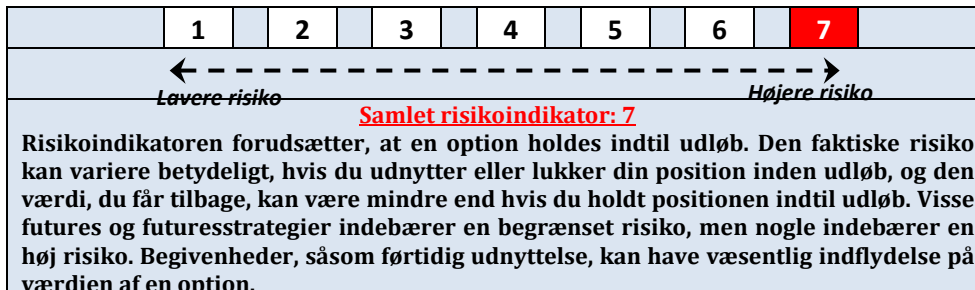 1 2 3 4 5 6 7
Lavere risiko Højere risiko
Samlet risikoindikator: 7
Risikoindikatoren forudsætter, at en option holdes indtil udløb. Den faktiske risiko
kan variere betydeligt, hvis du udnytter eller lukker din position inden udløb, og den
værdi, du får tilbage, kan være mindre end hvis du holdt positionen indtil udløb. Visse
futures og futuresstrategier indebærer en begrænset risiko, men nogle indebærer en
høj risiko. Begivenheder, såsom førtidig udnyttelse, kan have væsentlig indflydelse på
værdien af en option.